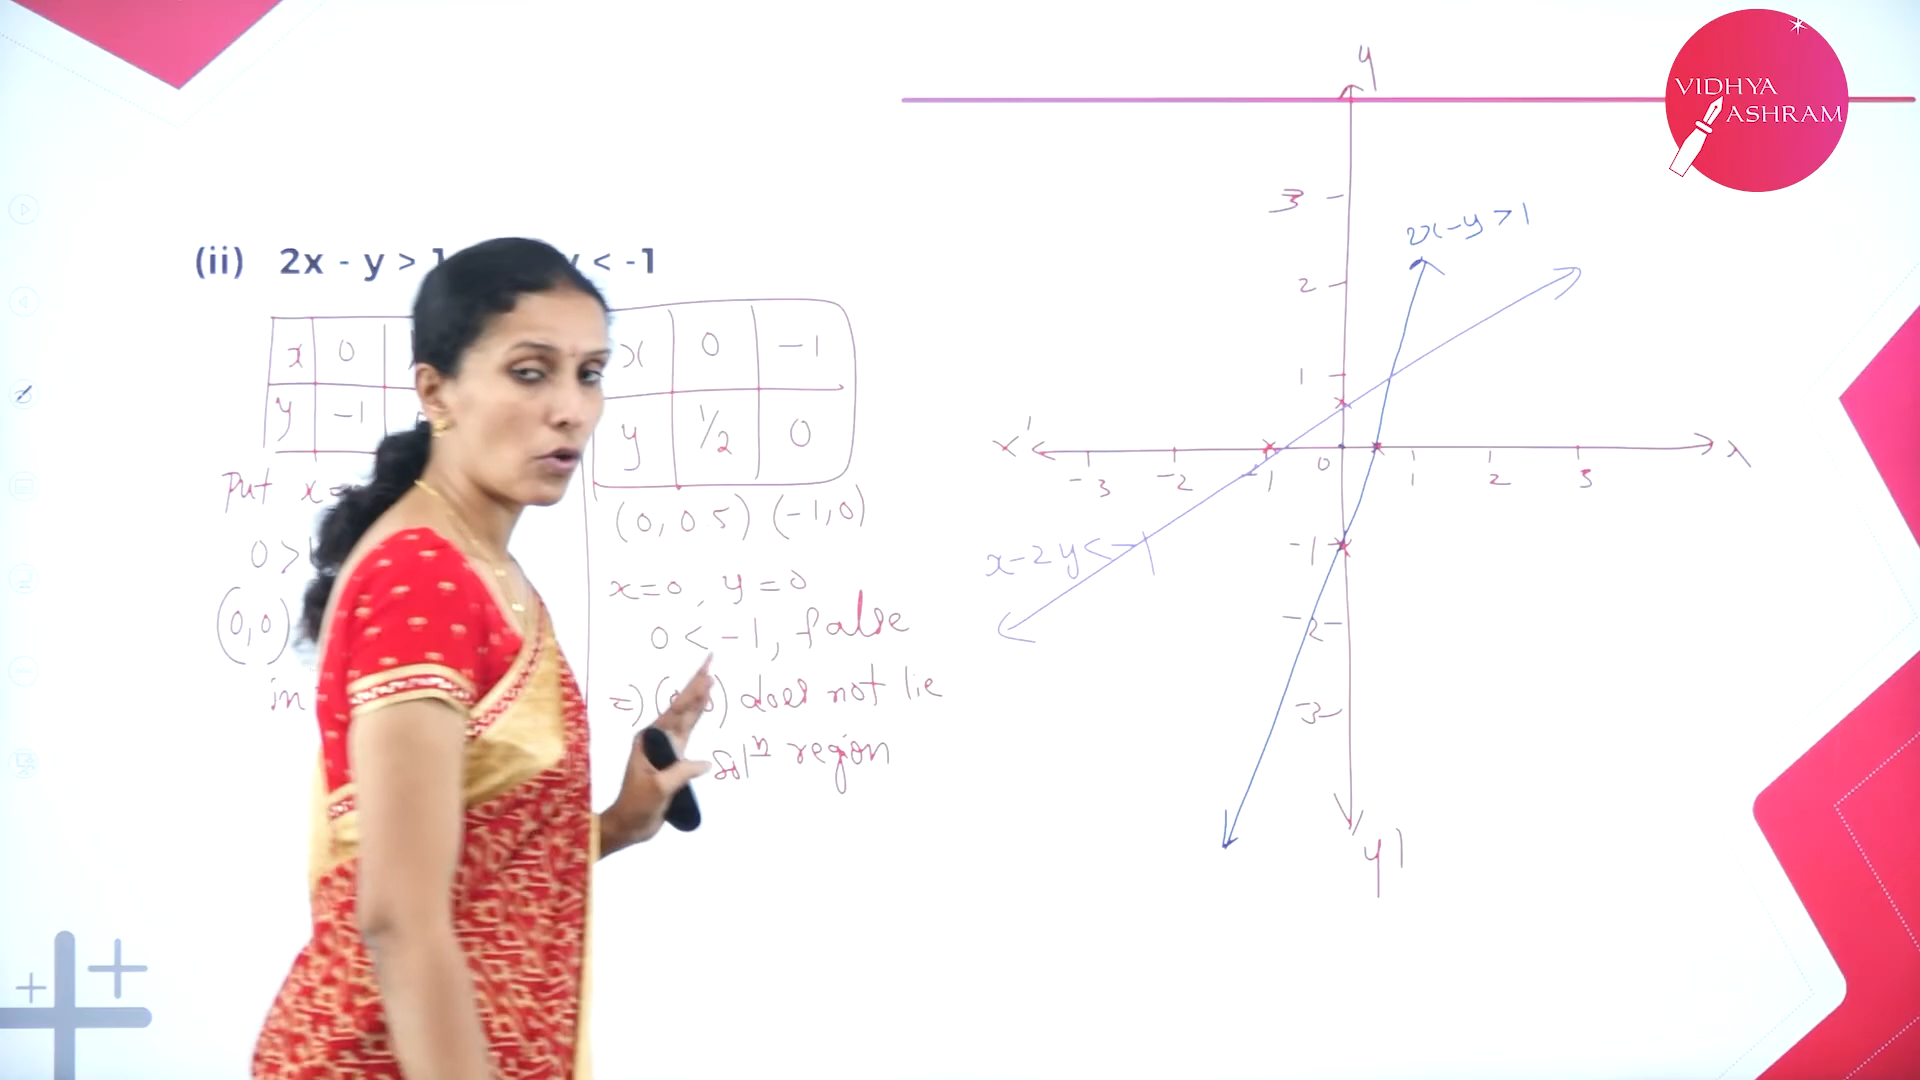 VIDHYA
ASHRAM
(ii) 2x - y > 1 y < -1
x 0
y -1
x 0 -1
y 1/2 0
Put x =
0 >
(0,0)
in
(0, 0.5) (-1,0)
x=0, y=0
0 < -1, false
=) (0,0) does not lie
solⁿ region
y
3
2
1
2x-y>1
x' x
-3 -2 -1 0 1 2 3
x-2y<-1
-1
-2
-3
y1